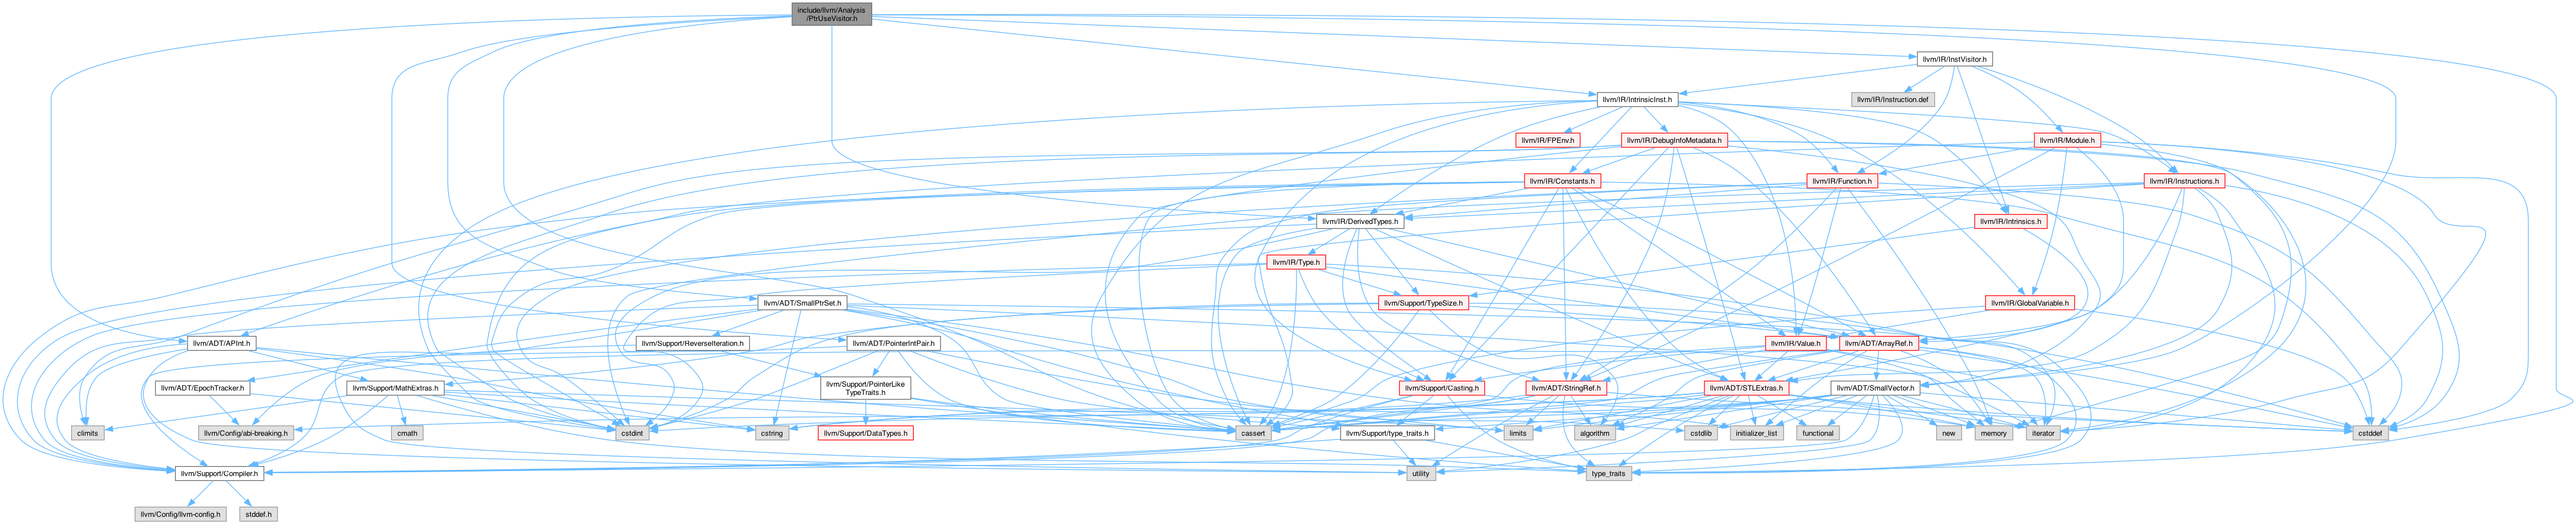 include/llvm/Analysis
/PtrUseVisitor.h
llvm/IR/InstVisitor.h
llvm/IR/IntrinsicInst.h
llvm/IR/Instruction.def
llvm/IR/FPEnv.h
llvm/IR/DebugInfoMetadata.h
llvm/IR/Module.h
llvm/IR/Constants.h
llvm/IR/Function.h
llvm/IR/Instructions.h
llvm/IR/DerivedTypes.h
llvm/IR/Intrinsics.h
llvm/IR/Type.h
llvm/ADT/SmallPtrSet.h
llvm/Support/TypeSize.h
llvm/IR/GlobalVariable.h
llvm/ADT/APInt.h
llvm/Support/ReverseIteration.h
llvm/ADT/PointerIntPair.h
llvm/IR/Value.h
llvm/ADT/ArrayRef.h
llvm/ADT/EpochTracker.h
llvm/Support/MathExtras.h
llvm/Support/PointerLike
TypeTraits.h
llvm/Support/Casting.h
llvm/ADT/StringRef.h
llvm/ADT/STLExtras.h
llvm/ADT/SmallVector.h
climits
llvm/Config/abi-breaking.h
cmath
cstdint
cstring
llvm/Support/DataTypes.h
cassert
llvm/Support/type_traits.h
limits
algorithm
cstdlib
initializer_list
functional
new
memory
iterator
cstddef
llvm/Support/Compiler.h
utility
type_traits
llvm/Config/llvm-config.h
stddef.h